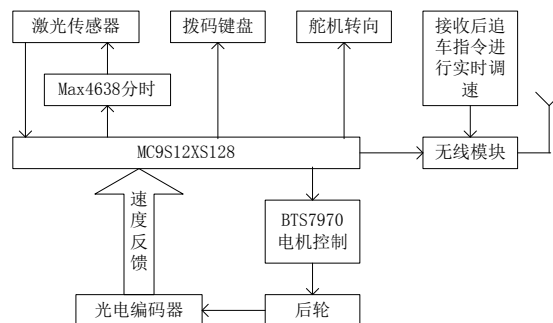 激光传感器
拨码键盘
舵机转向
接收后追
车指令进
行实时调
速
Max4638分时
MC9S12XS128
无线模块
速
度
反
馈
BTS7970
电机控制
光电编码器
后轮